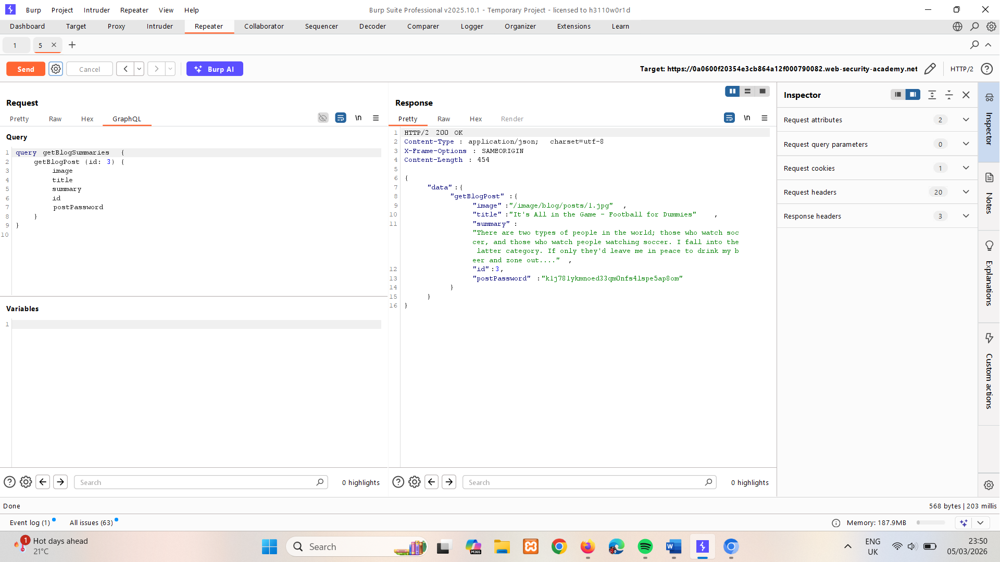 Burp Project Intruder Repeater View Help
Burp Suite Professional v2025.10.1 - Temporary Project - licensed to h3110w0r1d
Dashboard Target Proxy Intruder Repeater Collaborator Sequencer Decoder Comparer Logger Organizer Extensions Learn
1 5
Send Cancel Burp AI
Target: https://0a0600f20354e3cb864a12f000790082.web-security-academy.net HTTP/2
Request
Pretty Raw Hex GraphQL
\n
Query
1 query getBlogSummaries {
2 getBlogPost (id: 3) {
3 image
4 title
5 summary
6 id
7 postPassword
8 }
9 }
10
Variables
1
Search
0 highlights
Response
Pretty Raw Hex Render
\n
1 HTTP/2 200 OK
2 Content-Type : application/json; charset=utf-8
3 X-Frame-Options : SAMEORIGIN
4 Content-Length : 454
5
6 {
7 "data" :{
8 "getBlogPost" :{
9 "image" :"/image/blog/posts/1.jpg" ,
10 "title" :"It's All in the Game - Football for Dummies" ,
11 "summary" :
"There are two types of people in the world; those who watch soc
cer, and those who watch people watching soccer. I fall into the
latter category. If only they'd leave me in peace to drink my b
eer and zone out...." ,
12 "id":3,
13 "postPassword" :"k1j781ykmnoed33qm0nfs4lspe5ap8om"
14 }
15 }
16 }
Search
0 highlights
Inspector
Request attributes 2
Request query parameters 0
Request cookies 1
Request headers 20
Response headers 3
Inspector
Notes
Explanations
Custom actions
Done
568 bytes | 203 millis
Event log (1) All issues (63)
Memory: 187.9MB
1
Hot days ahead
21°C
Search
M365
ENG
UK
23:50
05/03/2026